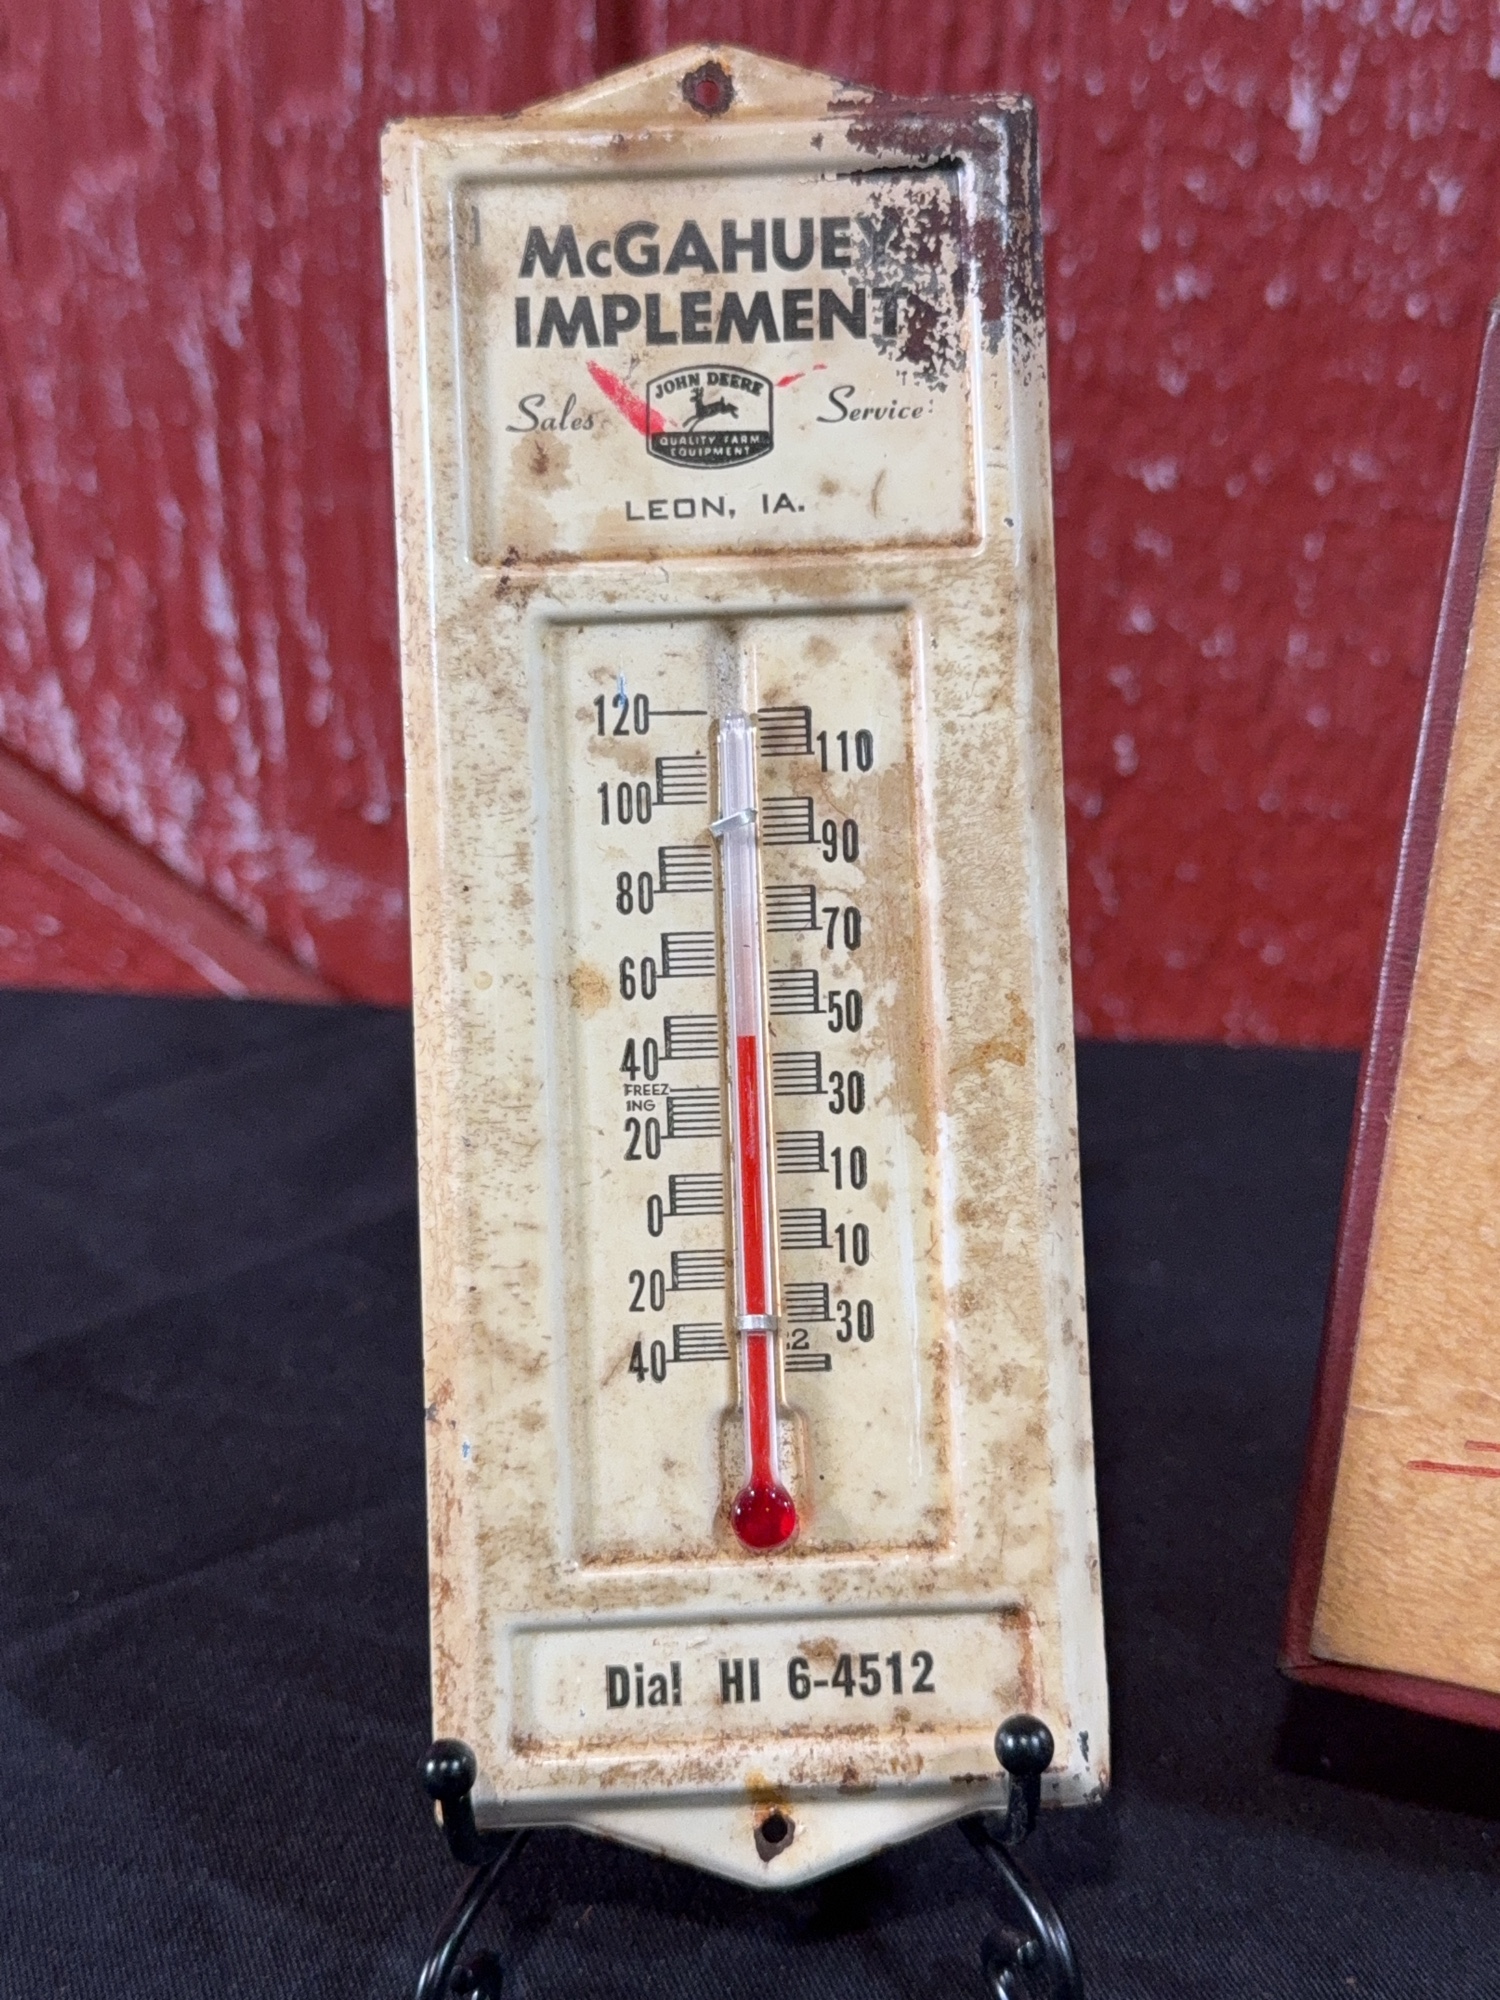 McGAHUEY
IMPLEMENT
Sales
JOHN DEERE
QUALITY FARM
EQUIPMENT
Service
LEON, IA.
120
110
100
90
80
70
60
50
40
30
FREEZ
ING
20
10
0
10
20
30
40
Dial HI 6-4512